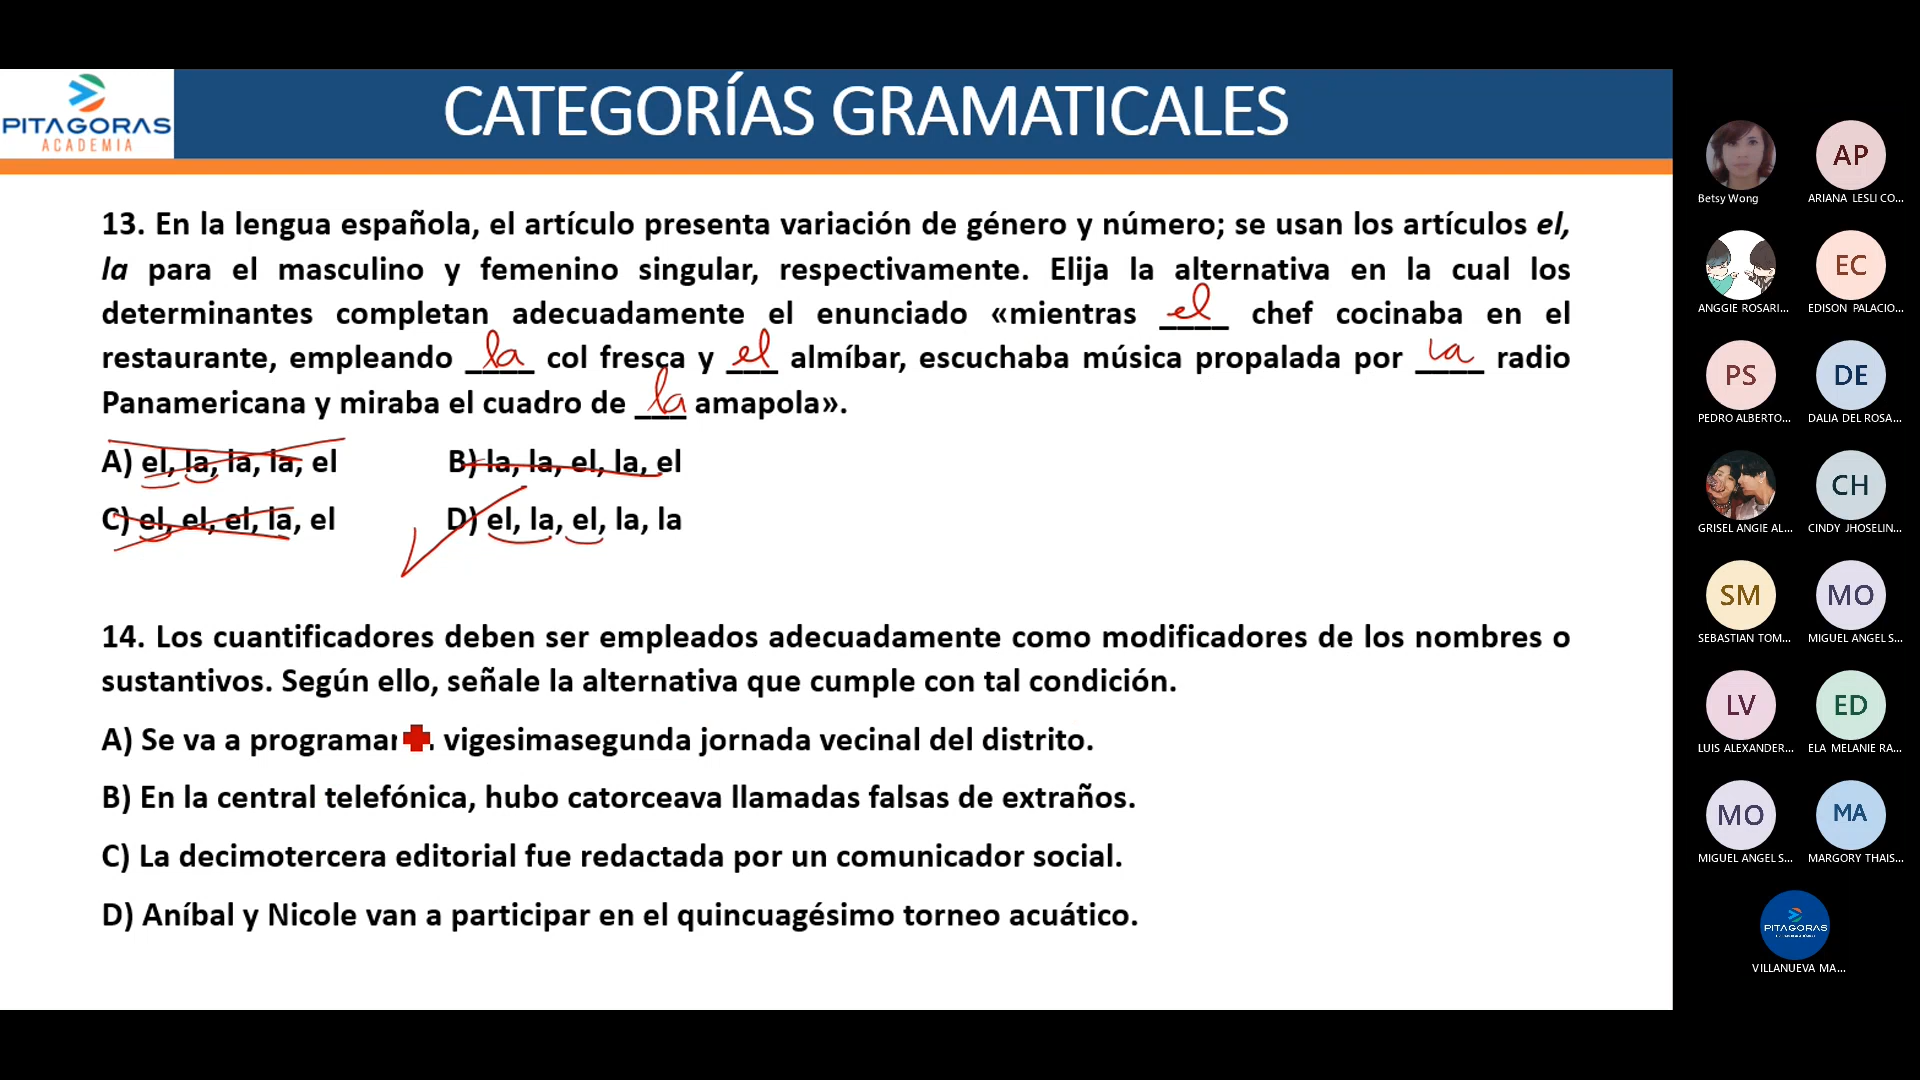 PITAGORAS
ACADEMIA
CATEGORÍAS GRAMATICALES
13. En la lengua española, el artículo presenta variación de género y número; se usan los artículos el,
la para el masculino y femenino singular, respectivamente. Elija la alternativa en la cual los
determinantes completan adecuadamente el enunciado «mientras el chef cocinaba en el
restaurante, empleando la col fresca y el almíbar, escuchaba música propalada por la radio
Panamericana y miraba el cuadro de la amapola».
A) el, la, la, la, el
B) la, la, el, la, el
C) el, el, el, la, el
D) el, la, el, la, la
14. Los cuantificadores deben ser empleados adecuadamente como modificadores de los nombres o
sustantivos. Según ello, señale la alternativa que cumple con tal condición.
A) Se va a programar vigesimasegunda jornada vecinal del distrito.
B) En la central telefónica, hubo catorceava llamadas falsas de extraños.
C) La decimotercera editorial fue redactada por un comunicador social.
D) Aníbal y Nicole van a participar en el quincuagésimo torneo acuático.
AP
Betsy Wong
ARIANA LESLI CO...
EC
ANGGIE ROSARI...
EDISON PALACIO...
PS
DE
PEDRO ALBERTO...
DALIA DEL ROSA...
CH
GRISEL ANGIE AL...
CINDY JHOSELIN...
SM
MO
SEBASTIAN TOM...
MIGUEL ANGEL S...
LV
ED
LUIS ALEXANDER...
ELA MELANIE RA...
MO
MA
MIGUEL ANGEL S...
MARGORY THAIS...
PITAGORAS
VILLANUEVA MA...